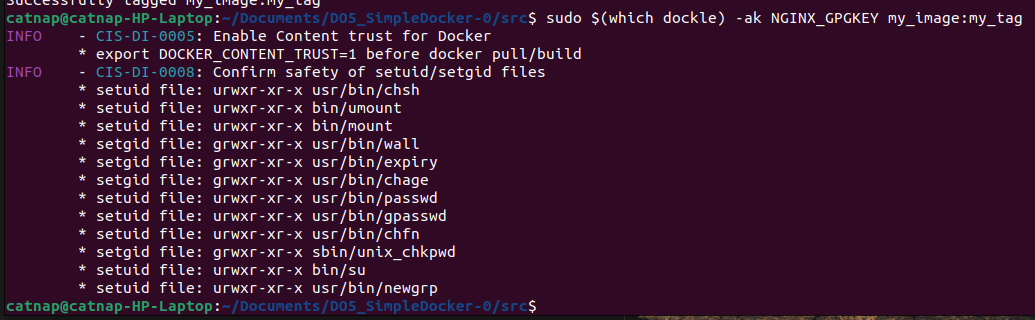 Successfully tagged my_image:my_tag
catnap@catnap-HP-Laptop:~/Documents/DO5_SimpleDocker-0/src$ sudo $(which dockle) -ak NGINX_GPGKEY my_image:my_tag
INFO    - CIS-DI-0005: Enable Content trust for Docker
        * export DOCKER_CONTENT_TRUST=1 before docker pull/build
INFO    - CIS-DI-0008: Confirm safety of setuid/setgid files
        * setuid file: urwxr-xr-x usr/bin/chsh
        * setuid file: urwxr-xr-x bin/umount
        * setuid file: urwxr-xr-x bin/mount
        * setgid file: grwxr-xr-x usr/bin/wall
        * setgid file: grwxr-xr-x usr/bin/expiry
        * setgid file: grwxr-xr-x usr/bin/chage
        * setuid file: urwxr-xr-x usr/bin/passwd
        * setuid file: urwxr-xr-x usr/bin/gpasswd
        * setuid file: urwxr-xr-x usr/bin/chfn
        * setgid file: grwxr-xr-x sbin/unix_chkpwd
        * setuid file: urwxr-xr-x bin/su
        * setuid file: urwxr-xr-x usr/bin/newgrp
catnap@catnap-HP-Laptop:~/Documents/DO5_SimpleDocker-0/src$